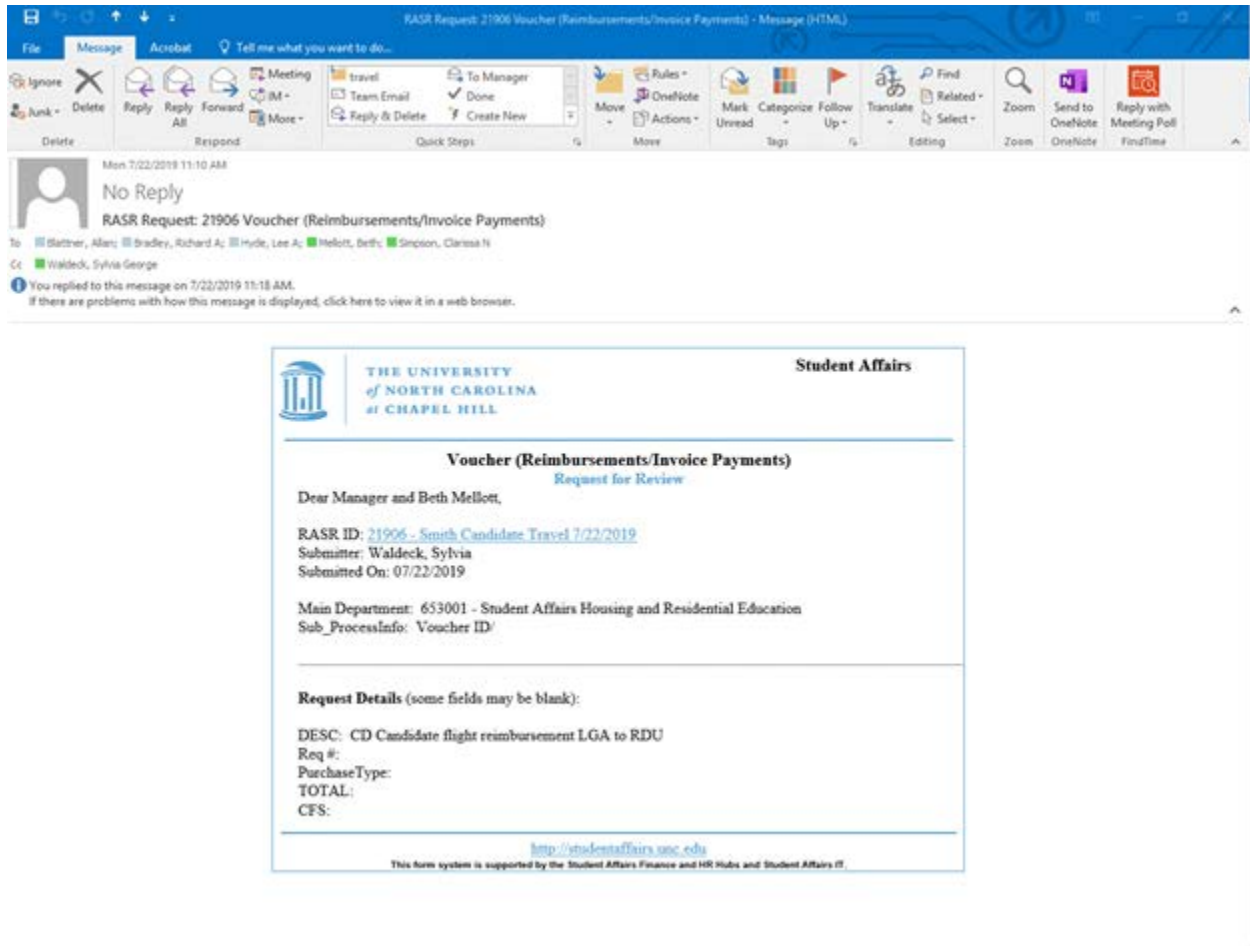 RASR Request: 21906 Voucher (Reimbursements/Invoice Payments) - Message (HTML)
File Message Acrobat Tell me what you want to do...
Ignore
Junk
Delete
Reply
Reply All
Forward
Meeting
IM
More
travel
Team Email
Reply & Delete
To Manager
Done
Create New
Move
Rules
OneNote
Actions
Mark Unread
Categorize
Follow Up
Translate
Find
Related
Select
Zoom
Send to OneNote
Reply with Meeting Poll
Delete Respond Quick Steps Move Tags Editing Zoom OneNote FindTime
Mon 7/22/2019 11:10 AM
No Reply
RASR Request: 21906 Voucher (Reimbursements/Invoice Payments)
To Blattner, Allan; Bradley, Richard A; Hyde, Lee A; Mellott, Beth; Simpson, Clarissa N
Cc Waldeck, Sylvia George
You replied to this message on 7/22/2019 11:18 AM.
If there are problems with how this message is displayed, click here to view it in a web browser.
THE UNIVERSITY
of NORTH CAROLINA
at CHAPEL HILL
Student Affairs
Voucher (Reimbursements/Invoice Payments)
Request for Review
Dear Manager and Beth Mellott,
RASR ID: 21906 - Smith Candidate Travel 7/22/2019
Submitter: Waldeck, Sylvia
Submitted On: 07/22/2019
Main Department: 653001 - Student Affairs Housing and Residential Education
Sub_ProcessInfo: Voucher ID/
Request Details (some fields may be blank):
DESC: CD Candidate flight reimbursement LGA to RDU
Req #:
PurchaseType:
TOTAL:
CFS:
http://studentaffairs.unc.edu
This form system is supported by the Student Affairs Finance and HR Hubs and Student Affairs IT.